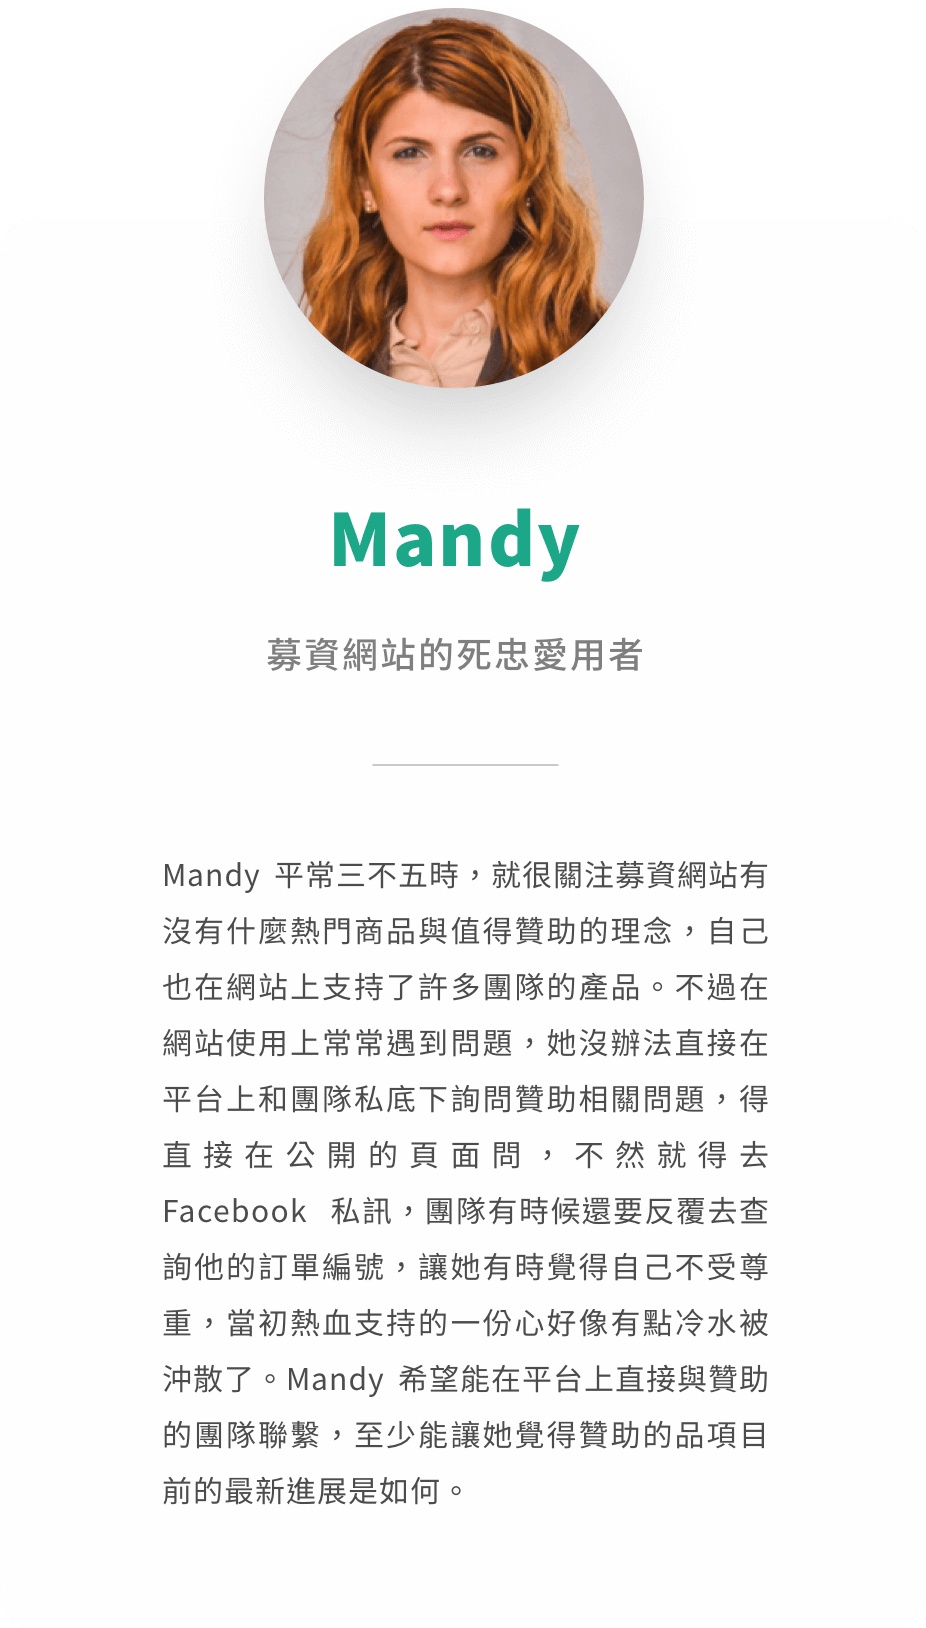 Mandy
募資網站的死忠愛用者
Mandy 平常三不五時，就很關注募資網站有
沒有什麼熱門商品與值得贊助的理念，自己
也在網站上支持了許多團隊的產品。不過在
網站使用上常常遇到問題，她沒辦法直接在
平台上和團隊私底下詢問贊助相關問題，得
直接在公開的頁面問，不然就得去
Facebook 私訊，團隊有時候還要反覆去查
詢他的訂單編號，讓她有時覺得自己不受尊
重，當初熱血支持的一份心好像有點冷水被
沖散了。Mandy 希望能在平台上直接與贊助
的團隊聯繫，至少能讓她覺得贊助的品項目
前的最新進展是如何。